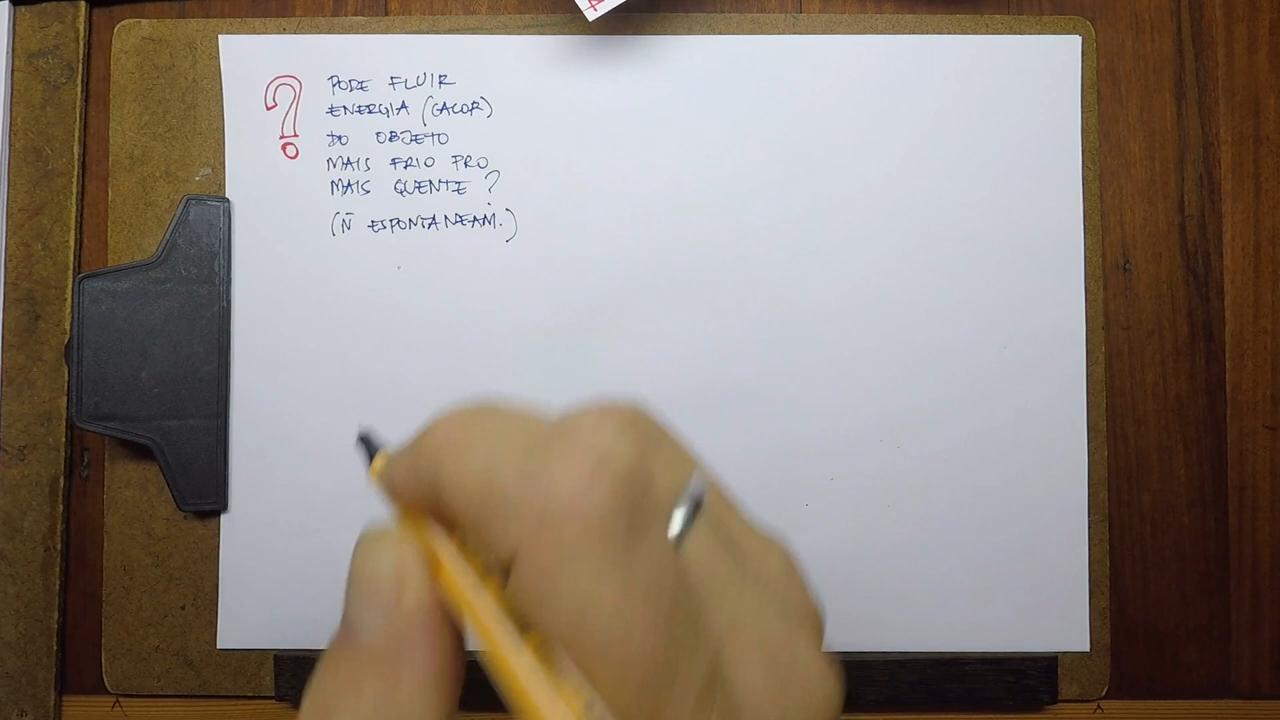 ?
PODE FLUIR
ENERGIA (CALOR)
DO OBJETO
MAIS FRIO PRO
MAIS QUENTE ?
(Ñ ESPONTANEAM.)